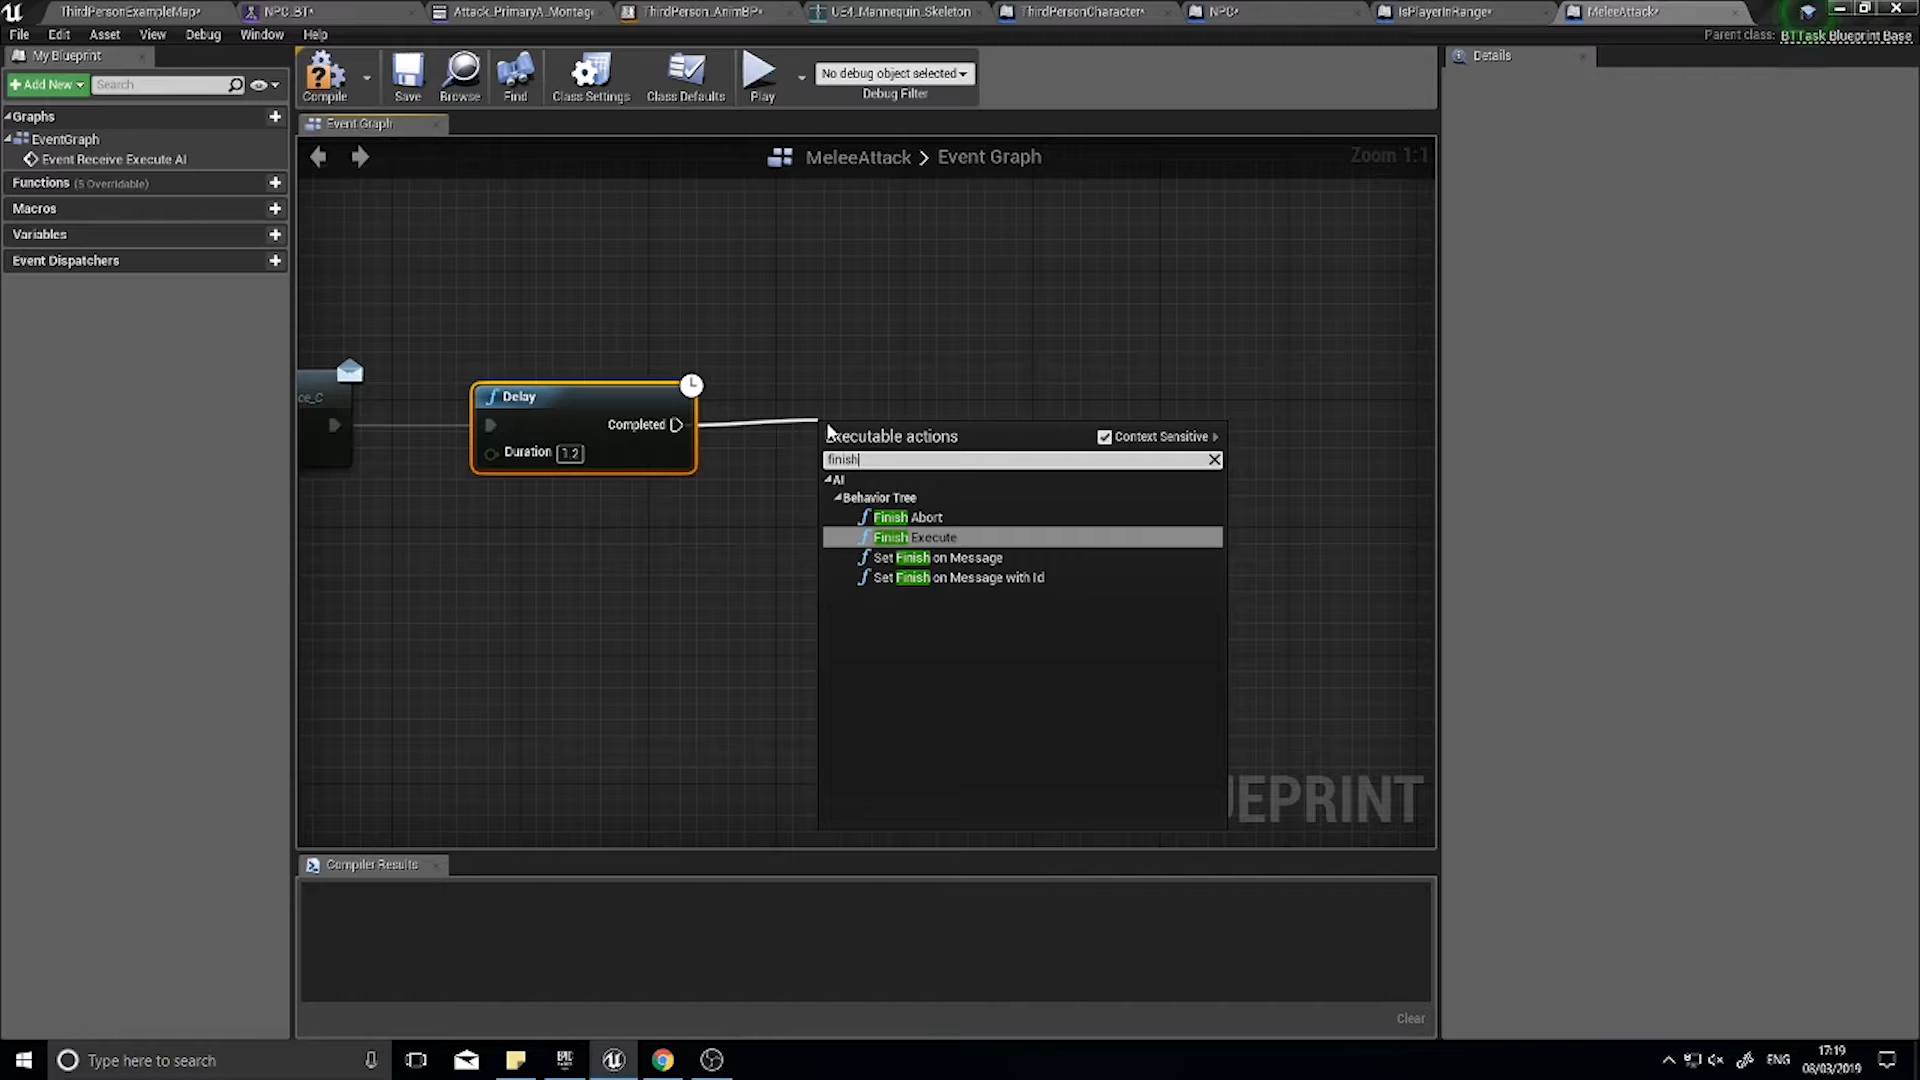 ThirdPersonExampleMap* NPC_BT* Attack_PrimaryA_Montag ThirdPerson_AnimBP* UE4_Mannequin_Skeleton ThirdPersonCharacter* NPC* IsPlayerInRange* MeleeAttack*
File Edit Asset View Debug Window Help Parent class: BTTask Blueprint Base
My Blueprint
Details
Add New Search
Compile Save Browse Find Class Settings Class Defaults Play
No debug object selected
Debug Filter
Graphs
EventGraph
Event Receive Execute AI
Functions (5 Overridable)
Macros
Variables
Event Dispatchers
Event Graph
MeleeAttack > Event Graph
Zoom 1:1
ce_C
Delay
Completed
Duration 1.2
Executable actions
Context Sensitive
finish
AI
Behavior Tree
Finish Abort
Finish Execute
Set Finish on Message
Set Finish on Message with Id
UEPRINT
Compiler Results
Clear
Type here to search
ENG
17:19
08/03/2019